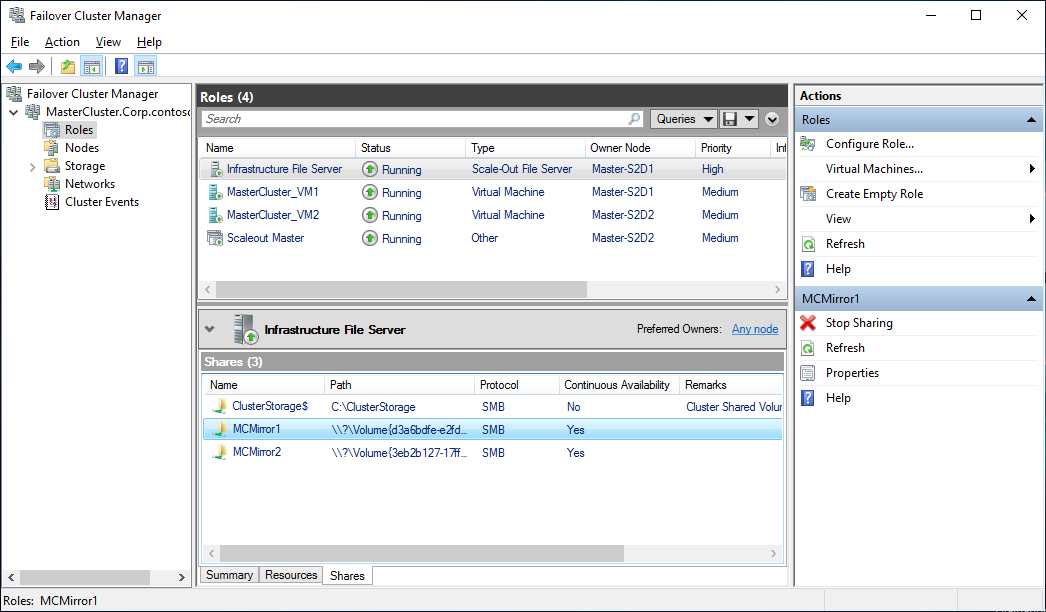 Failover Cluster Manager
File Action View Help
Failover Cluster Manager
MasterCluster.Corp.contoso
Roles
Nodes
Storage
Networks
Cluster Events
Roles (4)
Search
Queries
Name Status Type Owner Node Priority Inf
Infrastructure File Server Running Scale-Out File Server Master-S2D1 High
MasterCluster_VM1 Running Virtual Machine Master-S2D1 Medium
MasterCluster_VM2 Running Virtual Machine Master-S2D2 Medium
Scaleout Master Running Other Master-S2D2 Medium
Infrastructure File Server Preferred Owners: Any node
Shares (3)
Name Path Protocol Continuous Availability Remarks
ClusterStorage$ C:\ClusterStorage SMB No Cluster Shared Volur
MCMirror1 \\?\Volume{d3a6bdfe-e2fd... SMB Yes
MCMirror2 \\?\Volume{3eb2b127-17ff... SMB Yes
Summary Resources Shares
Actions
Roles
Configure Role...
Virtual Machines...
Create Empty Role
View
Refresh
Help
MCMirror1
Stop Sharing
Refresh
Properties
Help
Roles: MCMirror1